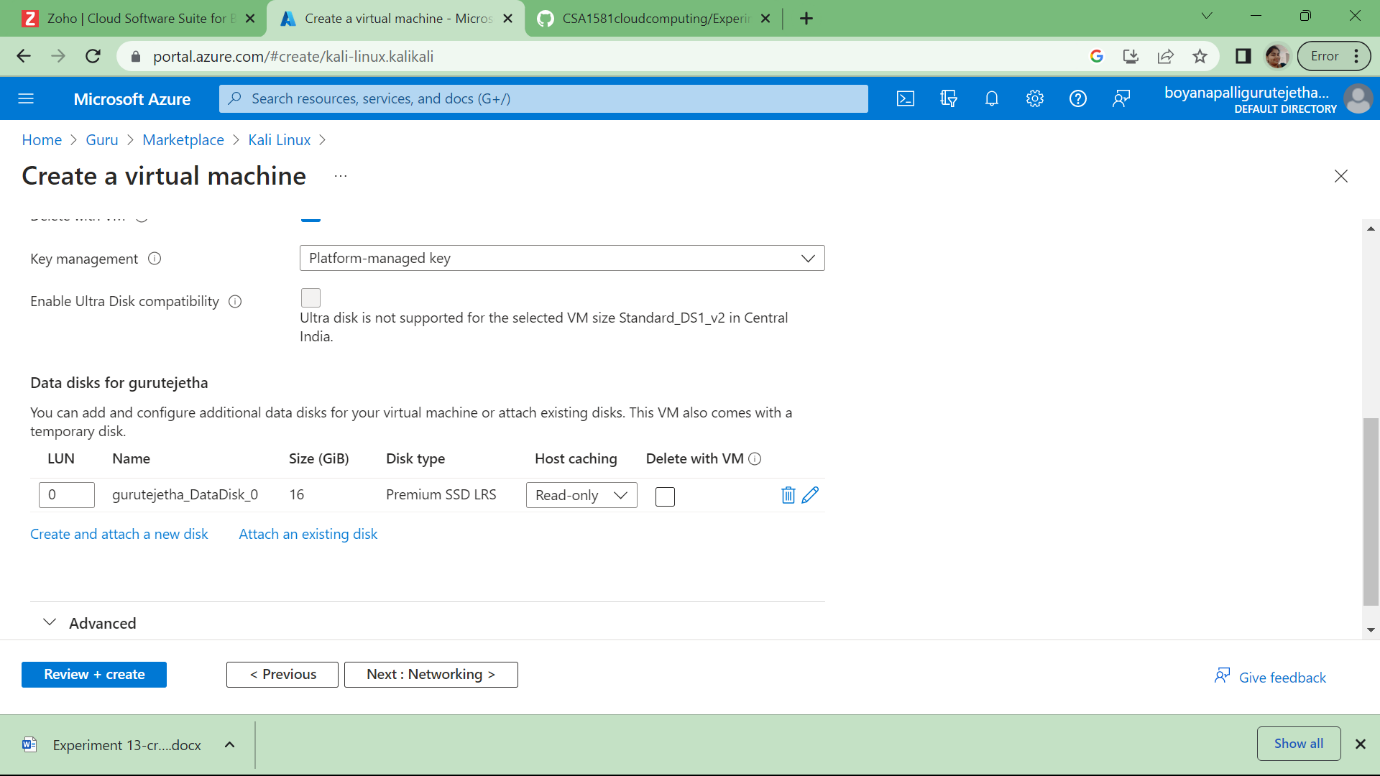 Zoho | Cloud Software Suite for B
Create a virtual machine - Micros
CSA1581cloudcomputing/Experim
portal.azure.com/#create/kali-linux.kalikali
Error
Microsoft Azure
Search resources, services, and docs (G+/)
boyanapalligurutejetha...
DEFAULT DIRECTORY
Home > Guru > Marketplace > Kali Linux >
Create a virtual machine ...
Key management
Platform-managed key
Enable Ultra Disk compatibility
Ultra disk is not supported for the selected VM size Standard_DS1_v2 in Central
India.
Data disks for gurutejetha
You can add and configure additional data disks for your virtual machine or attach existing disks. This VM also comes with a
temporary disk.
LUN Name Size (GiB) Disk type Host caching Delete with VM
0 gurutejetha_DataDisk_0 16 Premium SSD LRS Read-only
Create and attach a new disk Attach an existing disk
Advanced
Review + create < Previous Next : Networking > Give feedback
Experiment 13-cr....docx Show all